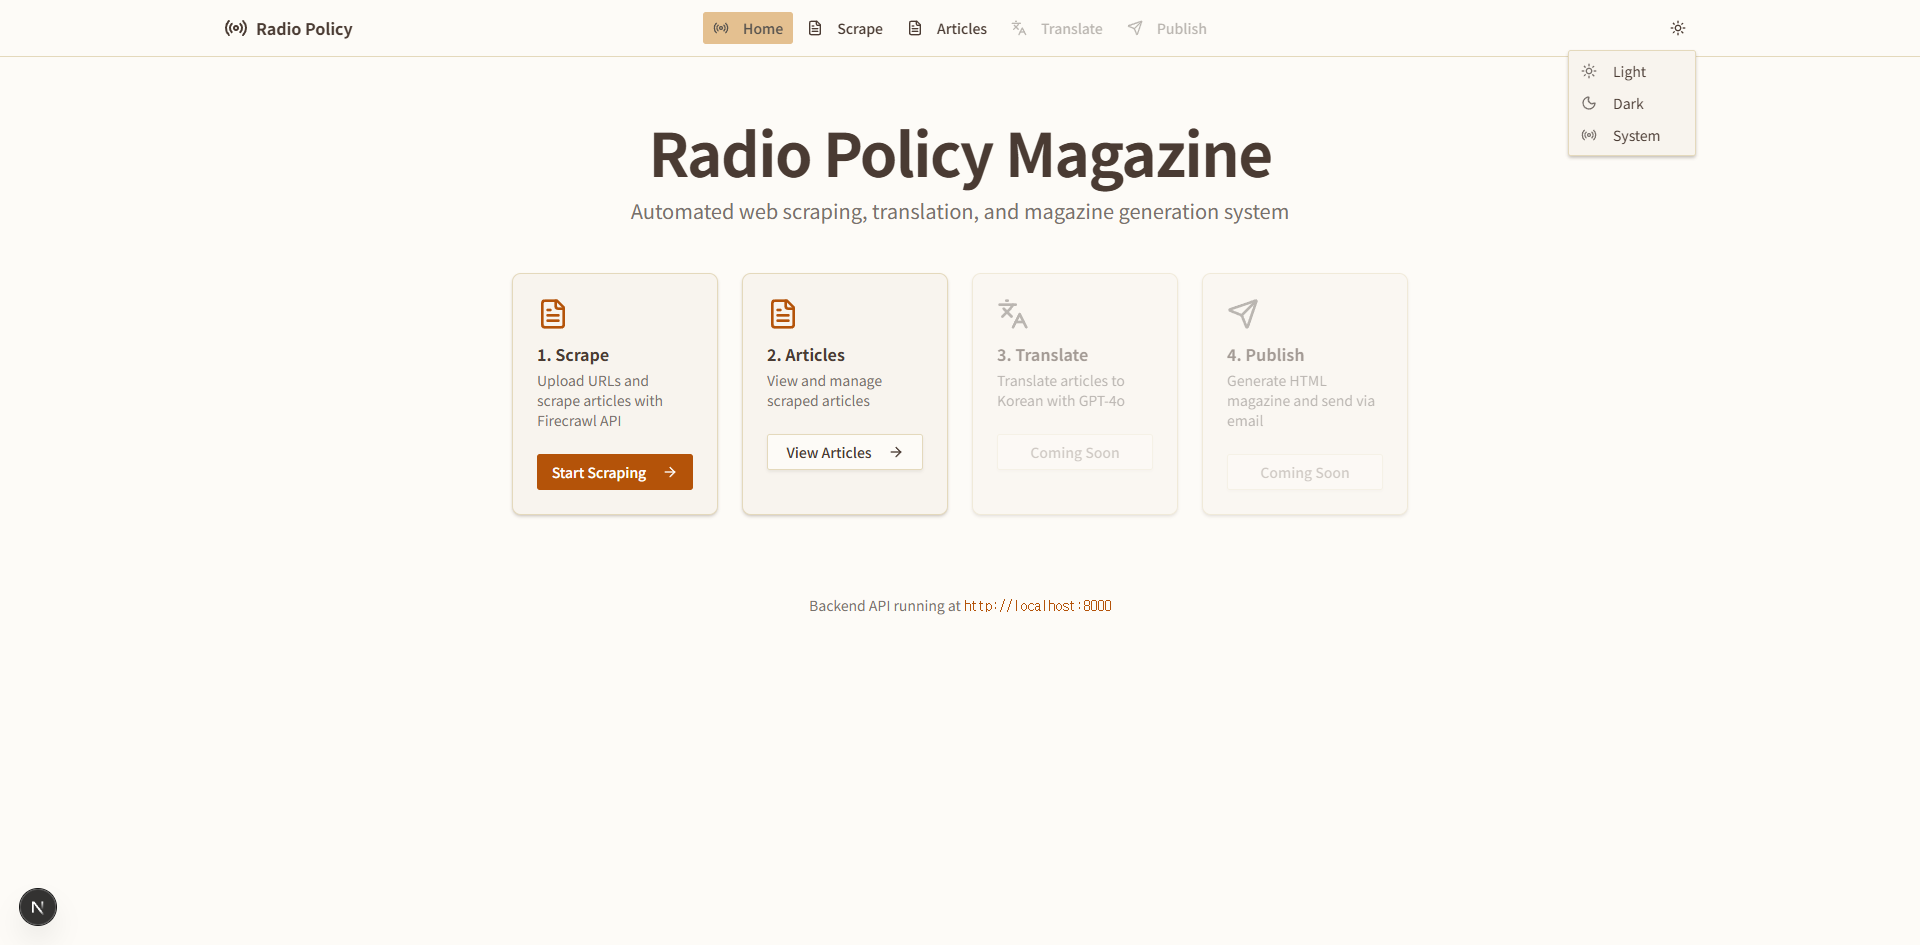 Radio Policy
Home
Scrape
Articles
Translate
Publish
Light
Dark
System
Radio Policy Magazine
Automated web scraping, translation, and magazine generation system
1. Scrape
Upload URLs and
scrape articles with
Firecrawl API
Start Scraping
2. Articles
View and manage
scraped articles
View Articles
3. Translate
Translate articles to
Korean with GPT-4o
Coming Soon
4. Publish
Generate HTML
magazine and send via
email
Coming Soon
Backend API running at http://localhost:8000
N